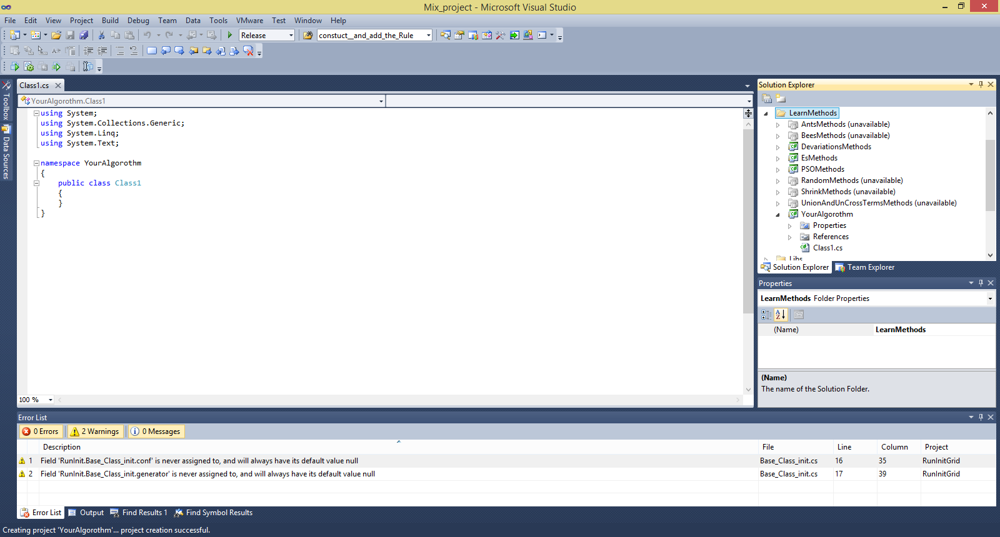 Mix_project - Microsoft Visual Studio
File Edit View Project Build Debug Team Data Tools VMware Test Window Help
Release
constuct__and_add_the_Rule
Class1.cs
Toolbox
Data Sources
YourAlgorothm.Class1
using System;
using System.Collections.Generic;
using System.Linq;
using System.Text;
namespace YourAlgorothm
{
public class Class1
{
}
}
100 %
Solution Explorer
LearnMethods
AntsMethods (unavailable)
BeesMethods (unavailable)
DevariationsMethods
EsMethods
PSOMethods
RandomMethods (unavailable)
ShrinkMethods (unavailable)
UnionAndUnCrossTermsMethods (unavailable)
YourAlgorothm
Properties
References
Class1.cs
Libs
Solution Explorer Team Explorer
Properties
LearnMethods Folder Properties
(Name) LearnMethods
(Name)
The name of the Solution Folder.
Error List
0 Errors 2 Warnings 0 Messages
Description File Line Column Project
1 Field 'RunInit.Base_Class_init.conf' is never assigned to, and will always have its default value null Base_Class_init.cs 16 35 RunInitGrid
2 Field 'RunInit.Base_Class_init.generator' is never assigned to, and will always have its default value null Base_Class_init.cs 17 39 RunInitGrid
Error List Output Find Results 1 Find Symbol Results
Creating project 'YourAlgorothm'... project creation successful.